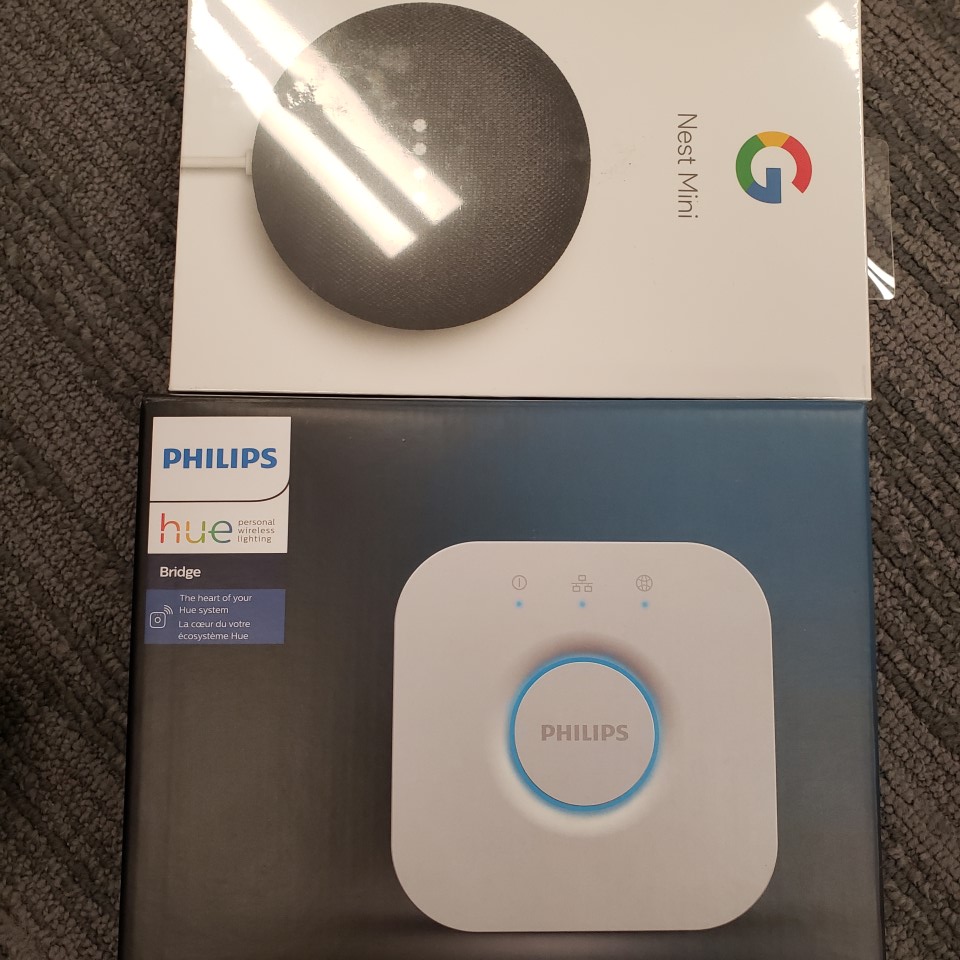 Nest Mini
G
PHILIPS
hue
personal
wireless
lighting
Bridge
The heart of your
Hue system
La cœur du votre
écosystème Hue
PHILIPS